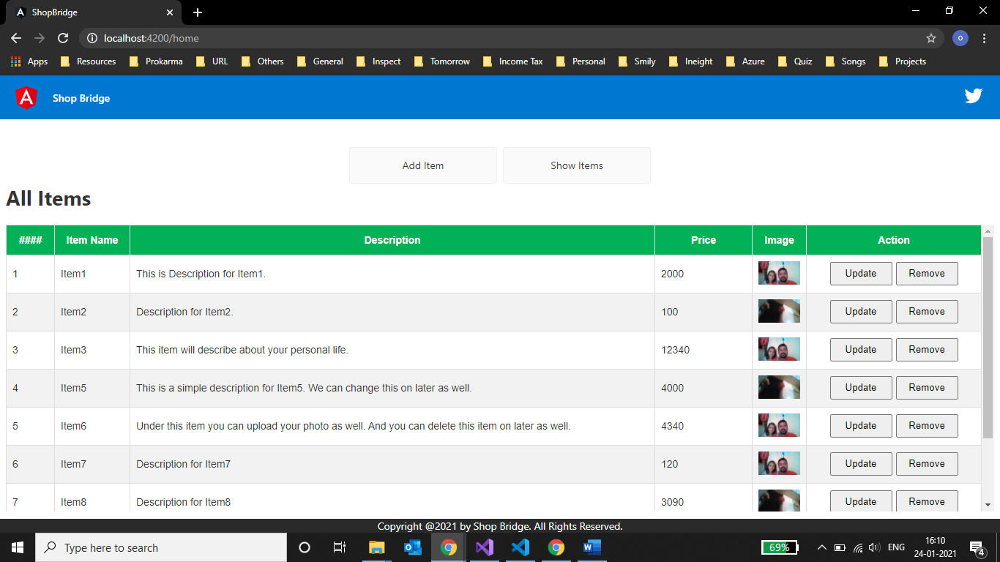 ShopBridge
localhost:4200/home
O
Apps Resources Prokarma URL Others General Inspect Tomorrow Income Tax Personal Smily Ineight Azure Quiz Songs Projects
A Shop Bridge
Add Item Show Items
All Items
#### Item Name Description Price Image Action
1 Item1 This is Description for Item1. 2000 Update Remove
2 Item2 Description for Item2. 100 Update Remove
3 Item3 This item will describe about your personal life. 12340 Update Remove
4 Item5 This is a simple description for Item5. We can change this on later as well. 4000 Update Remove
5 Item6 Under this item you can upload your photo as well. And you can delete this item on later as well. 4340 Update Remove
6 Item7 Description for Item7 120 Update Remove
7 Item8 Description for Item8 3090 Update Remove
Copyright @2021 by Shop Bridge. All Rights Reserved.
Type here to search 69% ENG 16:10
24-01-2021 4